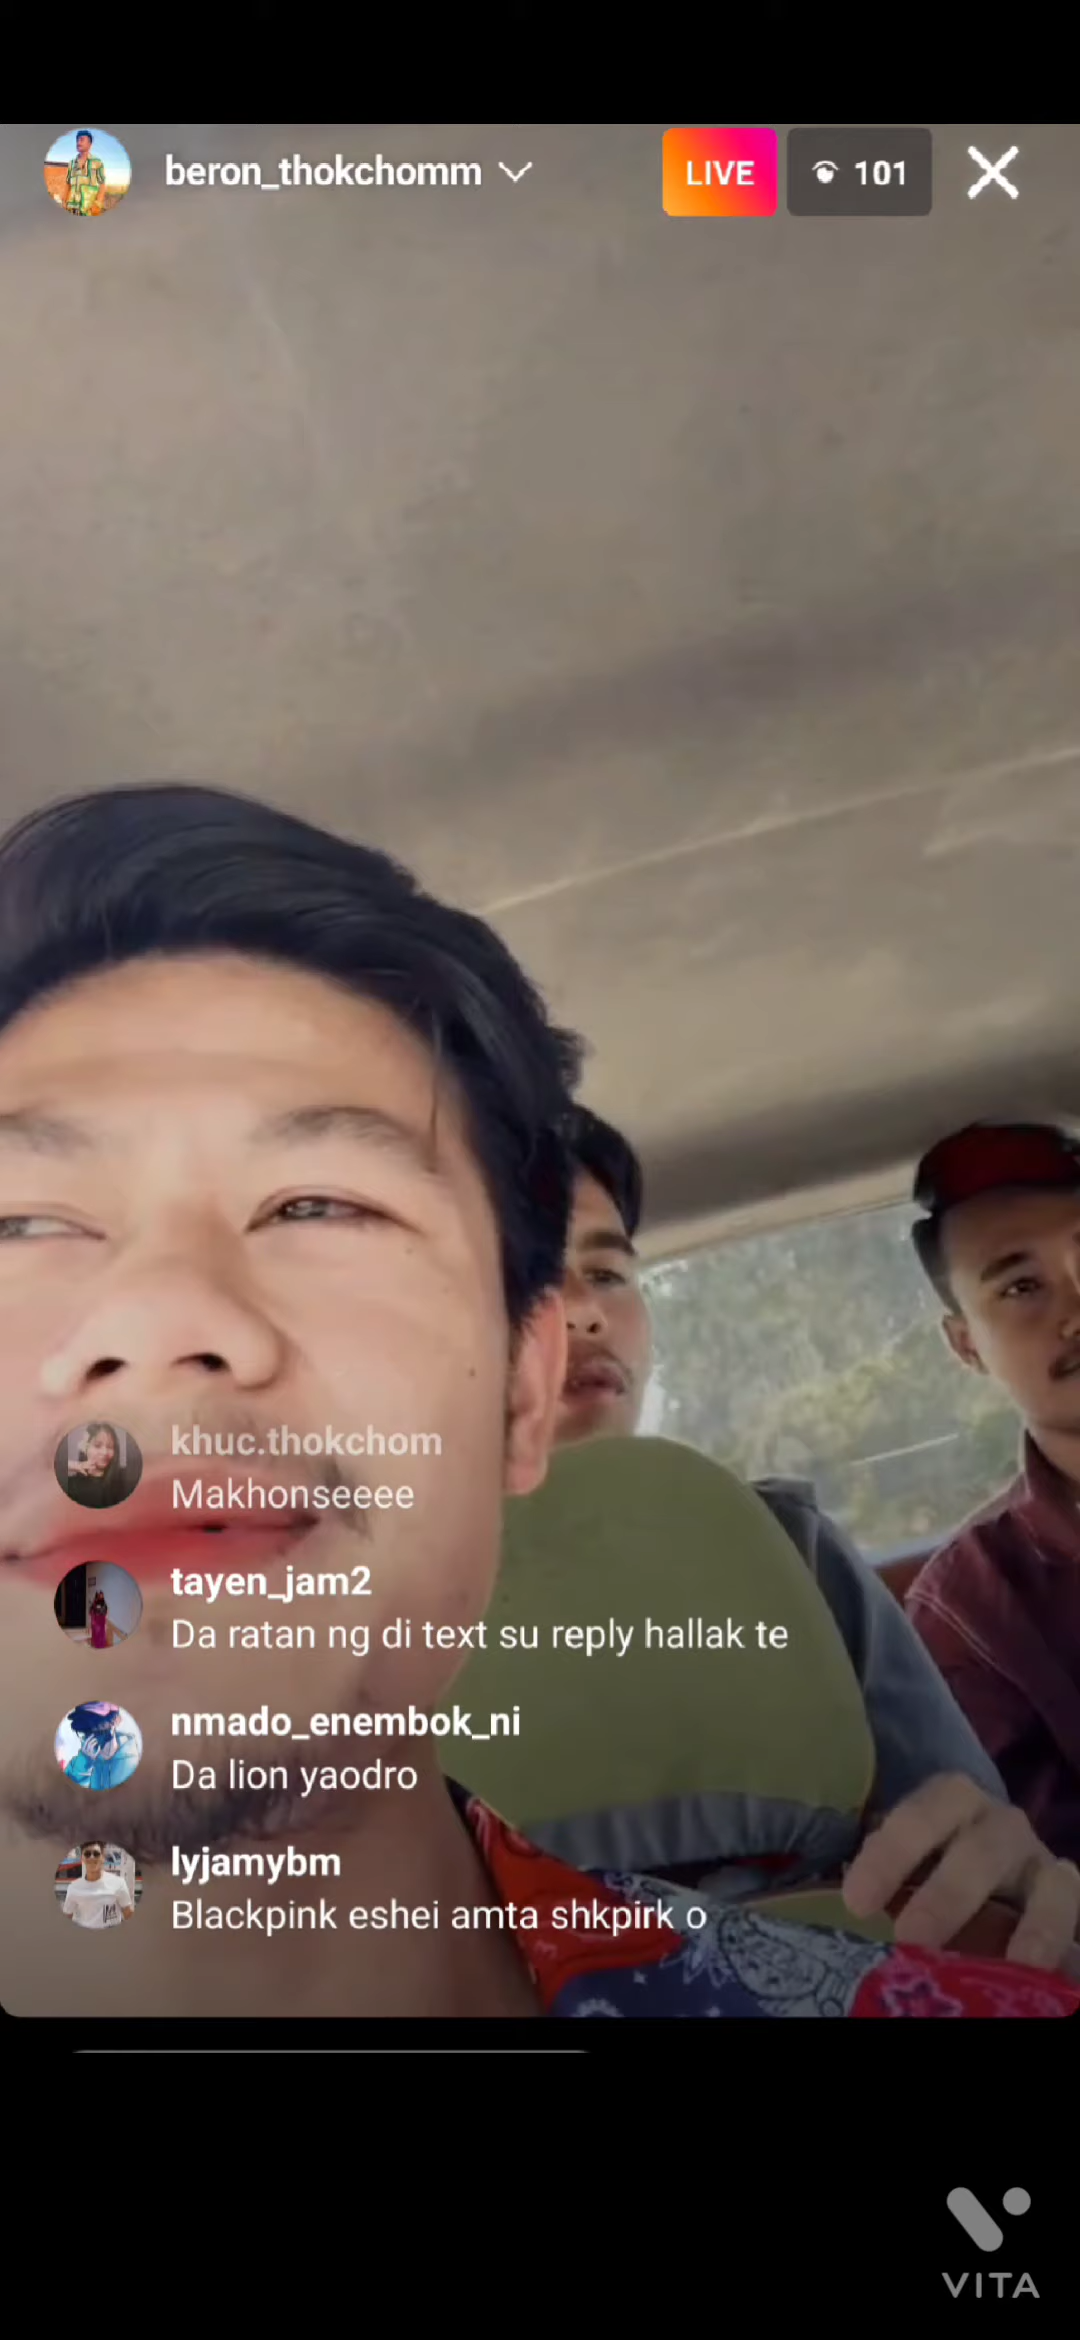 beron_thokchomm
LIVE
101
khuc.thokchom
Makhonseeee
tayen_jam2
Da ratan ng di text su reply hallak te
nmado_enembok_ni
Da lion yaodro
lyjamybm
Blackpink eshei amta shkpirk o
VITA